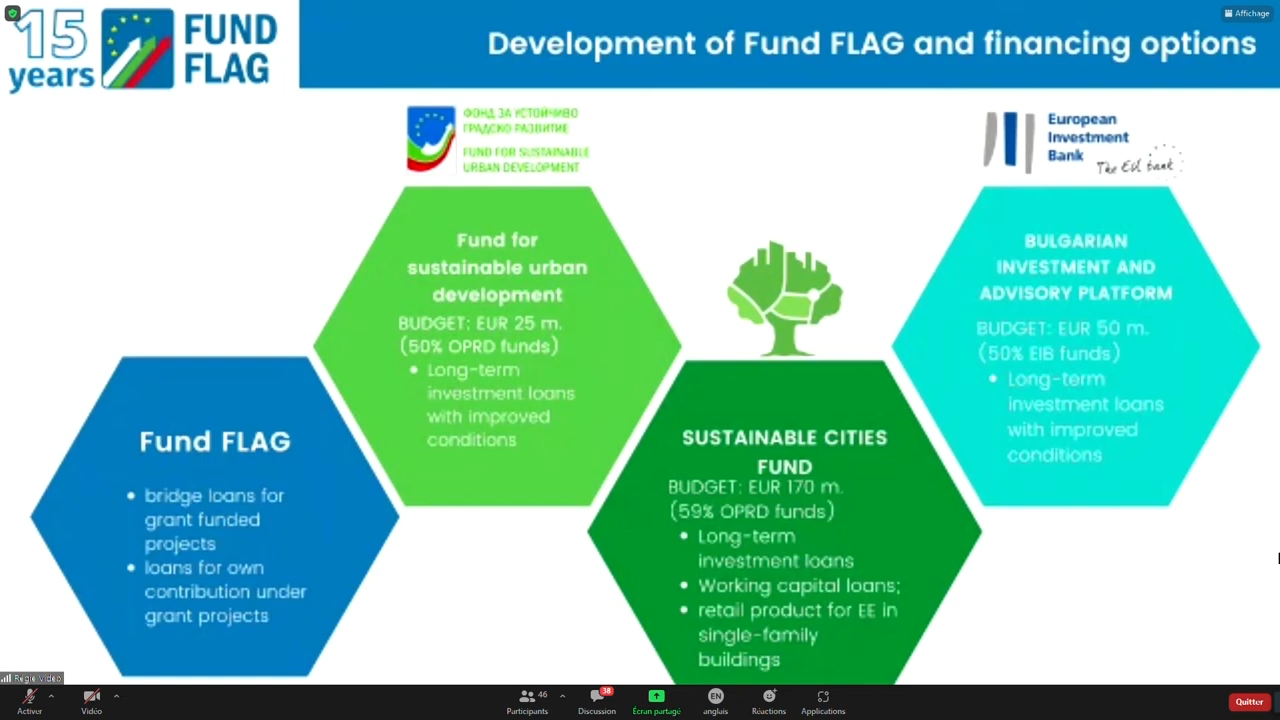 15
years
FUND
FLAG
Affichage
Development of Fund FLAG and financing options
ФОНД ЗА УСТОЙЧИВО
ГРАДСКО РАЗВИТИЕ
FUND FOR SUSTAINABLE
URBAN DEVELOPMENT
European
Investment
Bank
The EU bank
Fund for
sustainable urban
development
BUDGET: EUR 25 m.
(50% OPRD funds)
• Long-term
investment loans
with improved
conditions
BULGARIAN
INVESTMENT AND
ADVISORY PLATFORM
BUDGET: EUR 50 m.
(50% EIB funds)
• Long-term
investment loans
with improved
conditions
Fund FLAG
• bridge loans for
grant funded
projects
• loans for own
contribution under
grant projects
SUSTAINABLE CITIES
FUND
BUDGET: EUR 170 m.
(59% OPRD funds)
• Long-term
investment loans
• Working capital loans;
• retail product for EE in
single-family
buildings
Régie Vidéo
Activer
Vidéo
46
Participants
38
Discussion
Écran partagé
EN
anglais
Réactions
Applications
Quitter